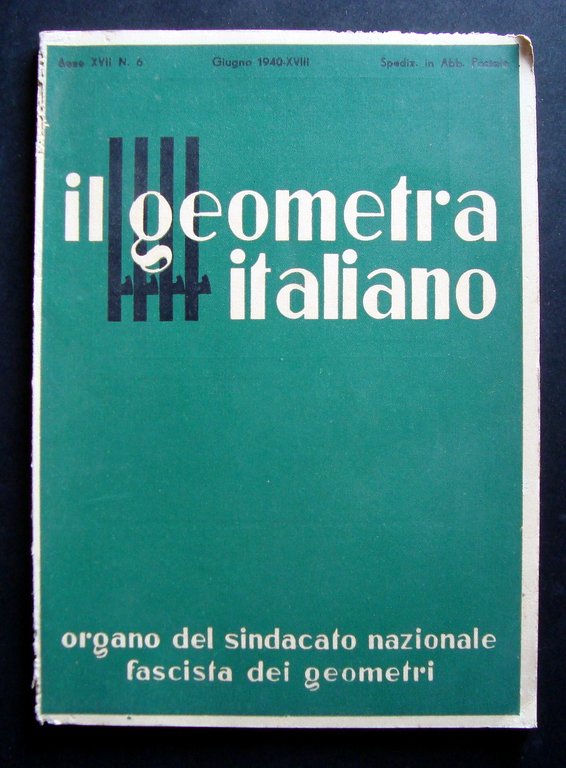 Anno XVII N. 6 Giugno 1940-XVIII Spediz. in Abb. Postale
il geometra
italiano
organo del sindacato nazionale
fascista dei geometri